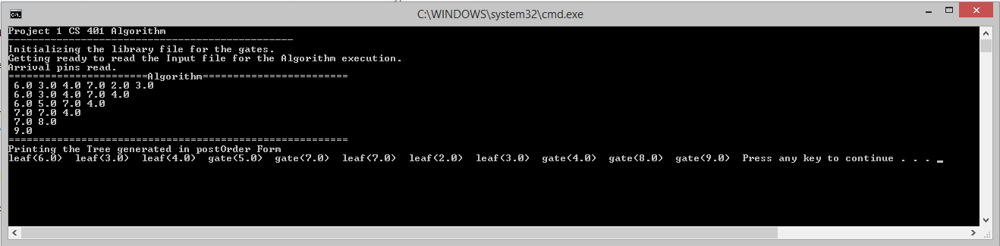 C:\WINDOWS\system32\cmd.exe
Project 1 CS 401 Algorithm
-----------------------------------------------
Initializing the library file for the gates.
Getting ready to read the Input file for the Algorithm execution.
Arrival pins read.
=======================Algorithm========================
6.0 3.0 4.0 7.0 2.0 3.0
6.0 3.0 4.0 7.0 4.0
6.0 5.0 7.0 4.0
7.0 7.0 4.0
7.0 8.0
9.0
========================================================
Printing the Tree generated in postOrder Form
leaf(6.0)  leaf(3.0)  leaf(4.0)  gate(5.0)  gate(7.0)  leaf(7.0)  leaf(2.0)  leaf(3.0)  gate(4.0)  gate(8.0)  gate(9.0)  Press any key to continue . . . _